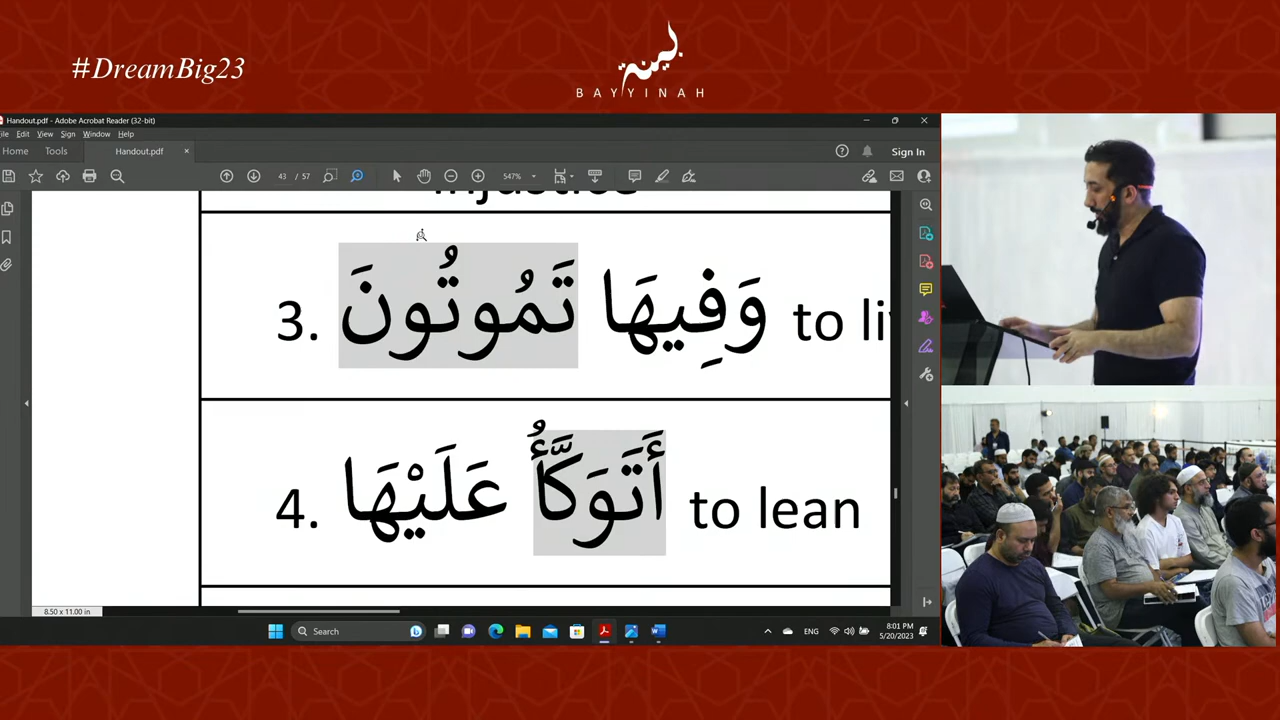 #DreamBig23
بينة
BAYYINAH
Handout.pdf - Adobe Acrobat Reader (32-bit)
Edit View Sign Window Help
Home Tools Handout.pdf × Sign In
43 / 57 547%
3. وَفِيهَا تَمُوتُونَ to li
4. أَتَوَكَّأُ عَلَيْهَا to lean
8.50 x 11.00 in
Search ENG 8:01 PM
5/20/2023